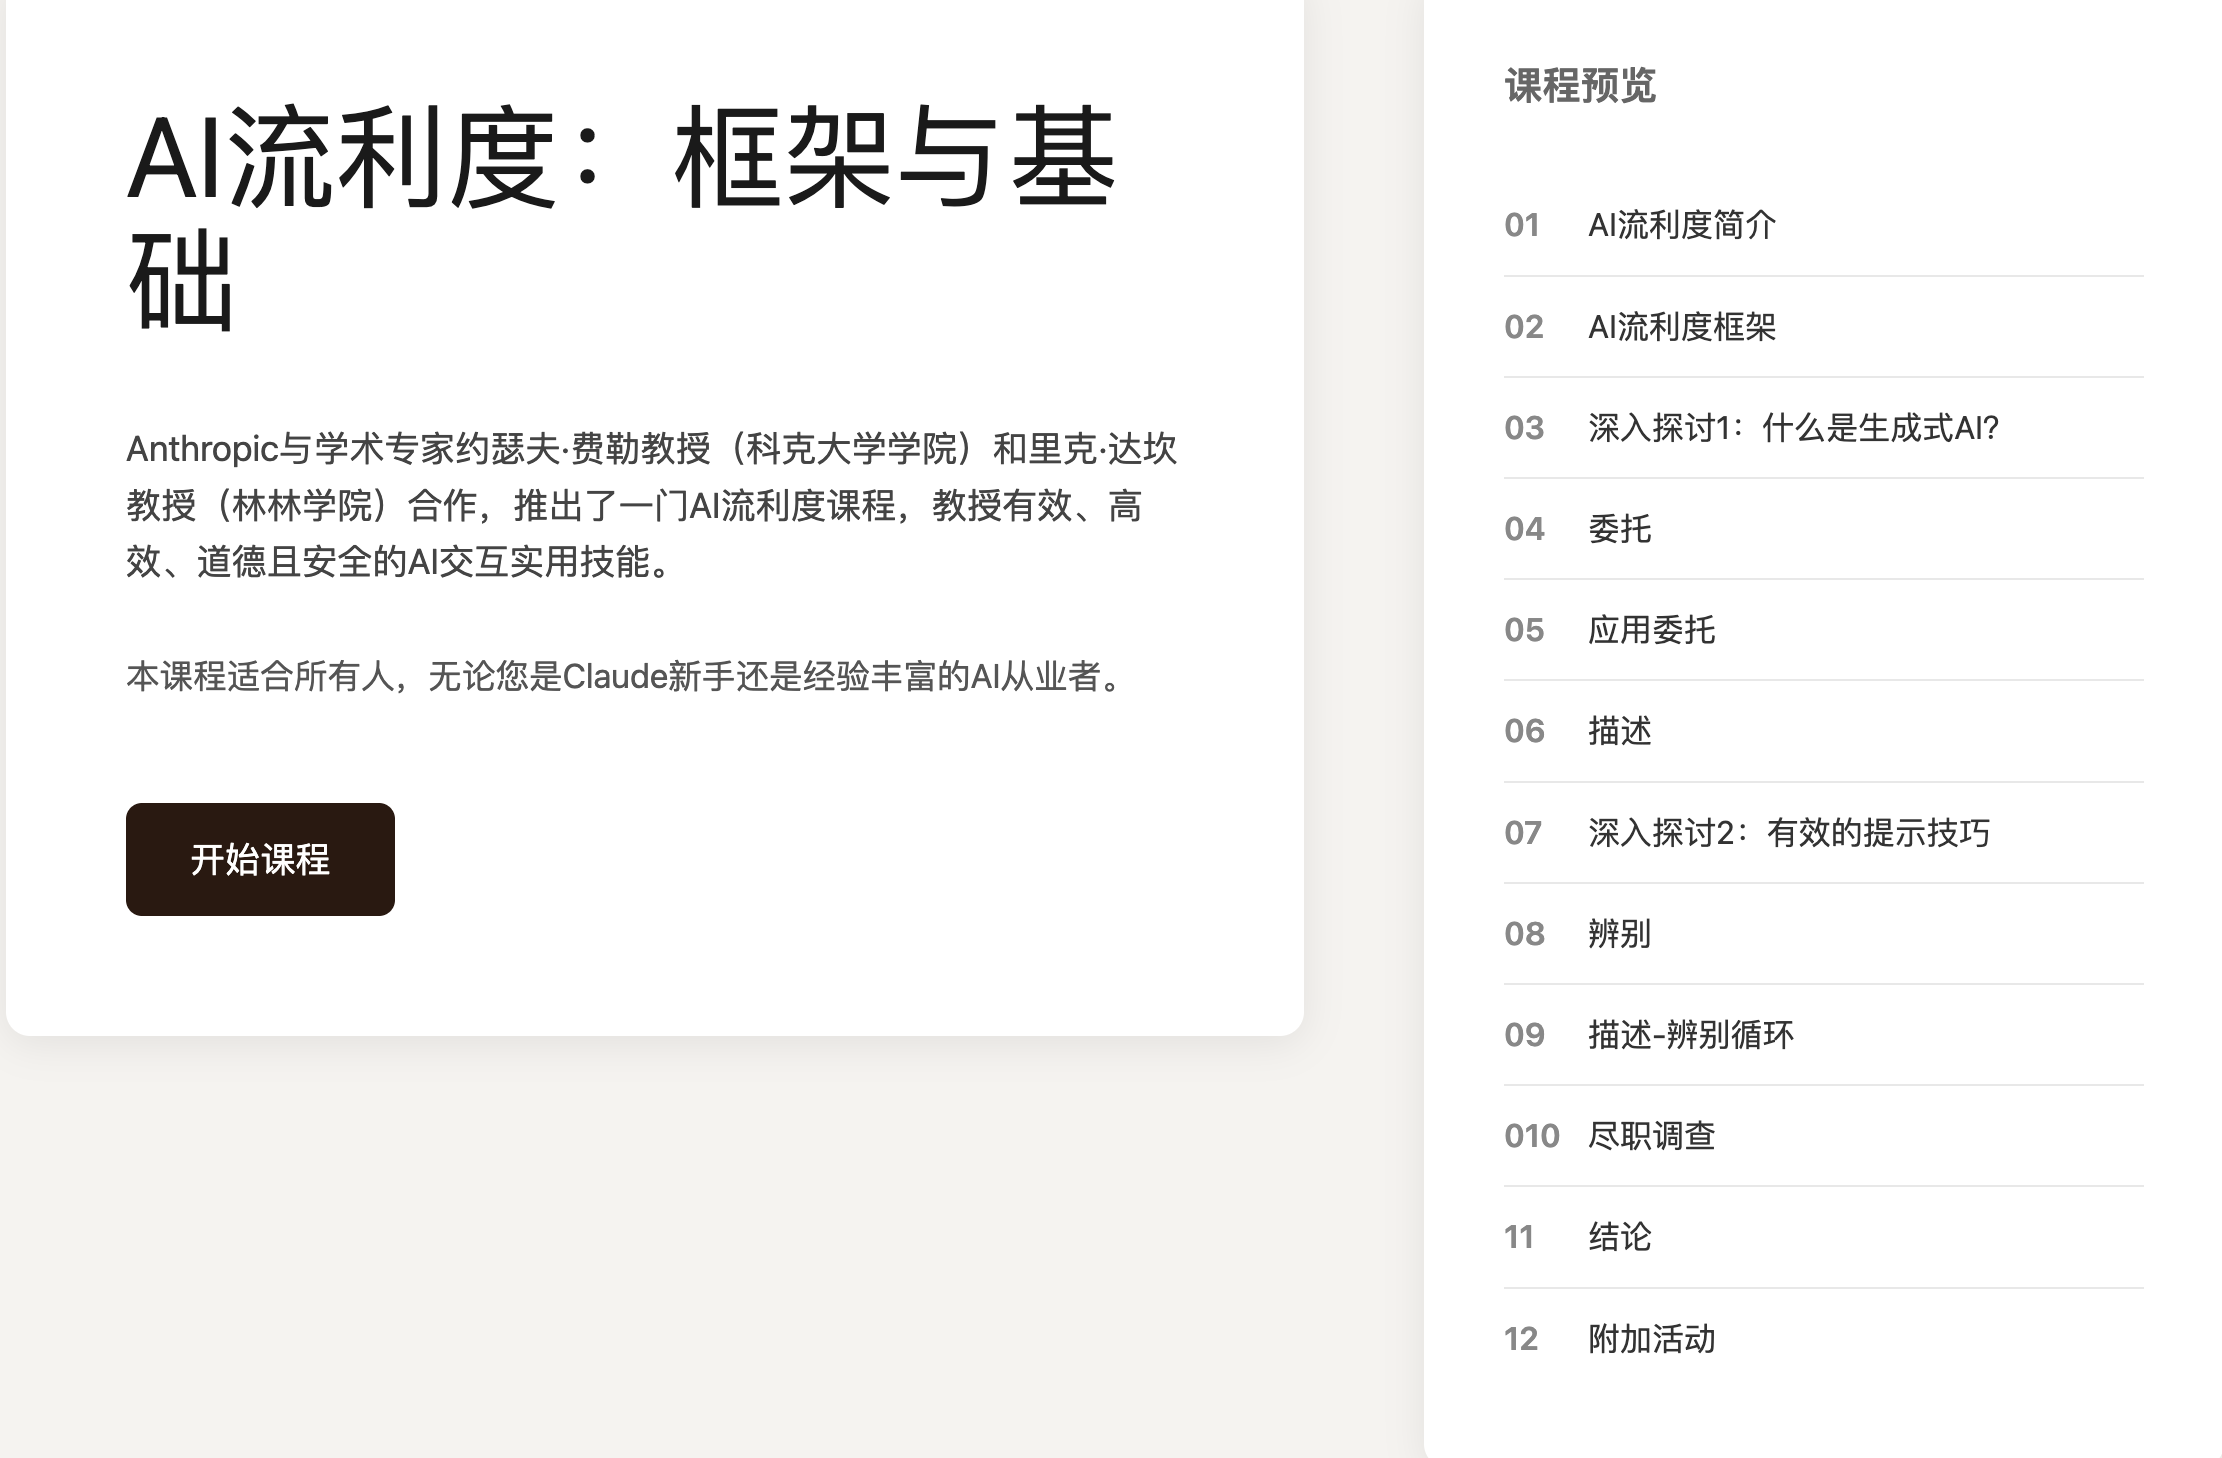 AI流利度：框架与基
础
Anthropic与学术专家约瑟夫·费勒教授（科克大学学院）和里克·达坎
教授（林林学院）合作，推出了一门AI流利度课程，教授有效、高
效、道德且安全的AI交互实用技能。
本课程适合所有人，无论您是Claude新手还是经验丰富的AI从业者。
开始课程
课程预览
01 AI流利度简介
02 AI流利度框架
03 深入探讨1：什么是生成式AI?
04 委托
05 应用委托
06 描述
07 深入探讨2：有效的提示技巧
08 辨别
09 描述-辨别循环
010 尽职调查
11 结论
12 附加活动